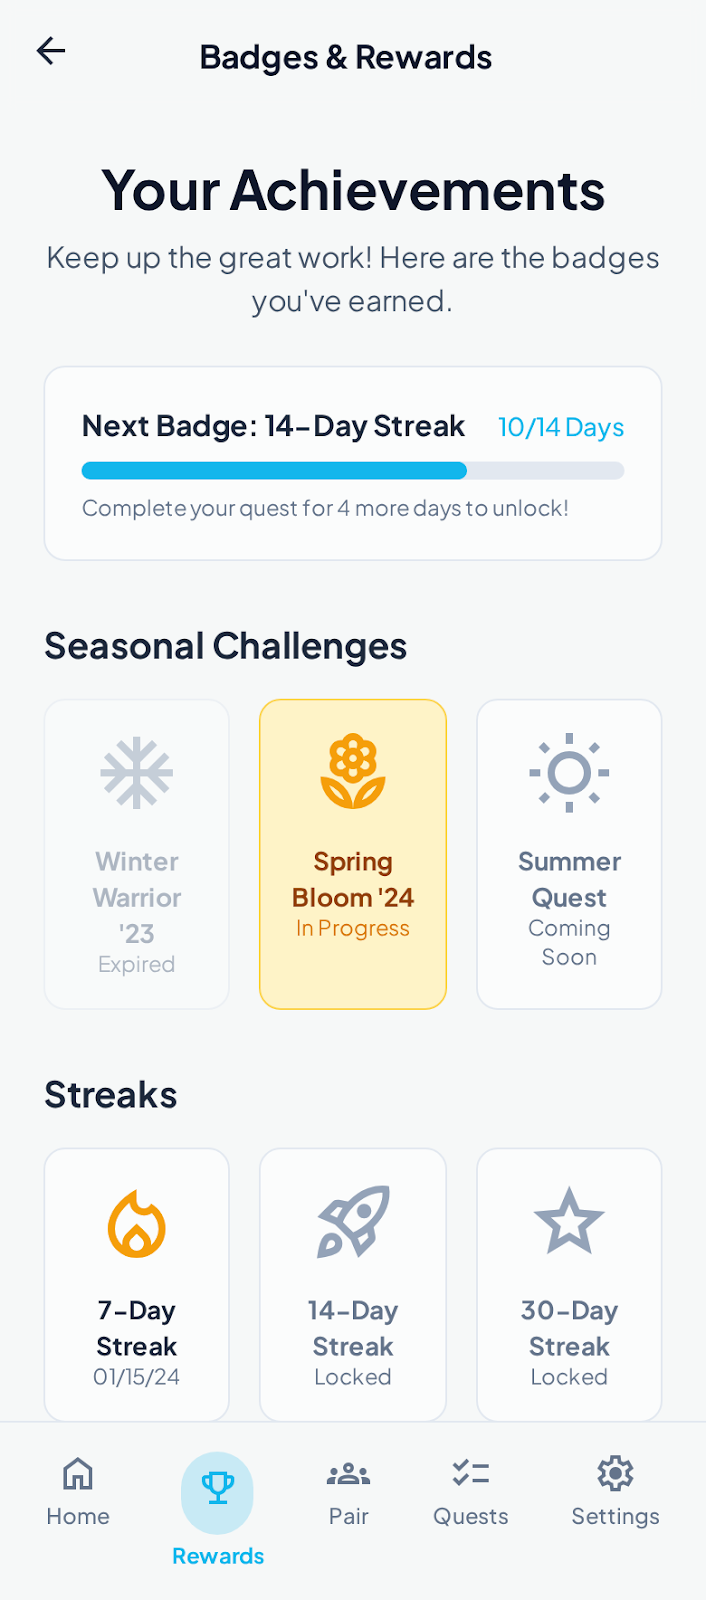 Badges & Rewards
Your Achievements
Keep up the great work! Here are the badges
you've earned.
Next Badge: 14-Day Streak
10/14 Days
Complete your quest for 4 more days to unlock!
Seasonal Challenges
Winter
Warrior
'23
Expired
Spring
Bloom '24
In Progress
Summer
Quest
Coming
Soon
Streaks
7-Day
Streak
01/15/24
14-Day
Streak
Locked
30-Day
Streak
Locked
Home
Rewards
Pair
Quests
Settings